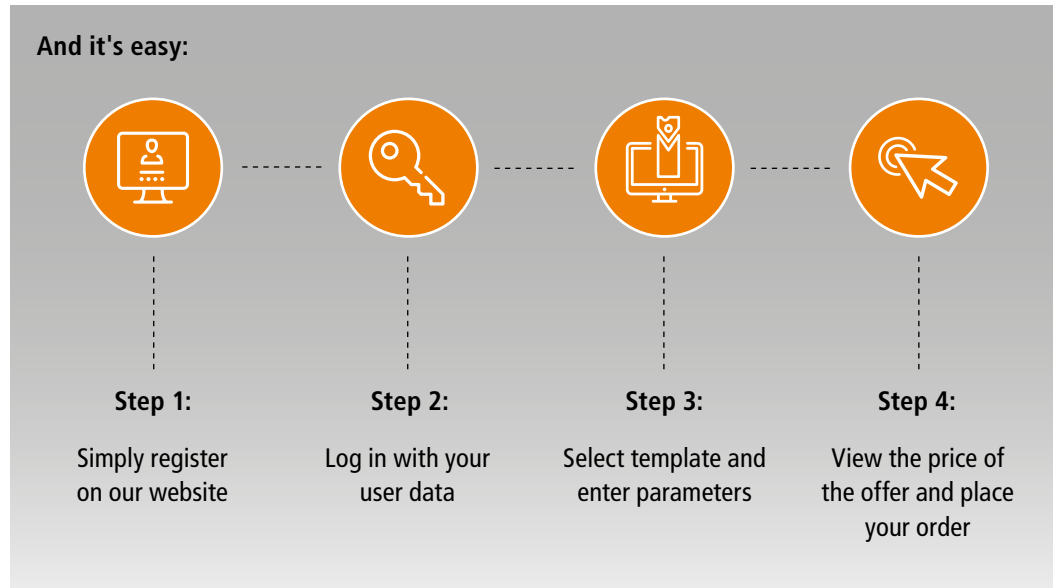 And it's easy:
Step 1:
Simply register
on our website
Step 2:
Log in with your
user data
Step 3:
Select template and
enter parameters
Step 4:
View the price of
the offer and place
your order